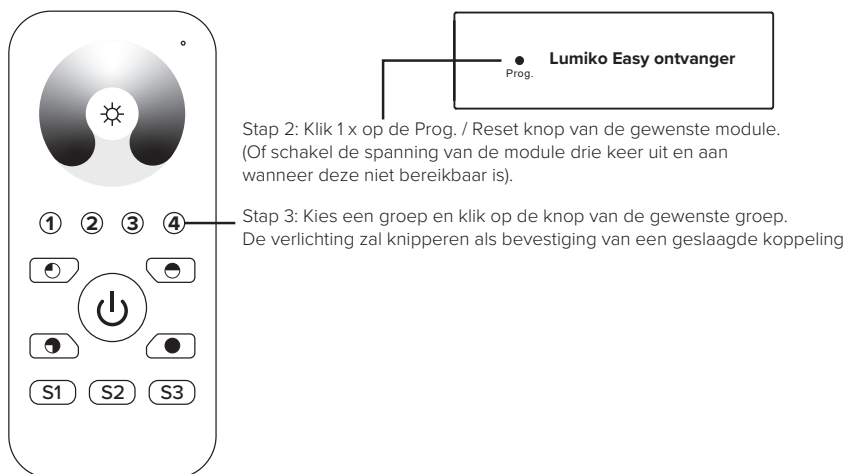 Lumiko Easy ontvanger
Prog.
Stap 2: Klik 1 x op de Prog. / Reset knop van de gewenste module.
(Of schakel de spanning van de module drie keer uit en aan
wanneer deze niet bereikbaar is).
Stap 3: Kies een groep en klik op de knop van de gewenste groep.
De verlichting zal knipperen als bevestiging van een geslaagde koppeling
1 2 3 4
S1 S2 S3